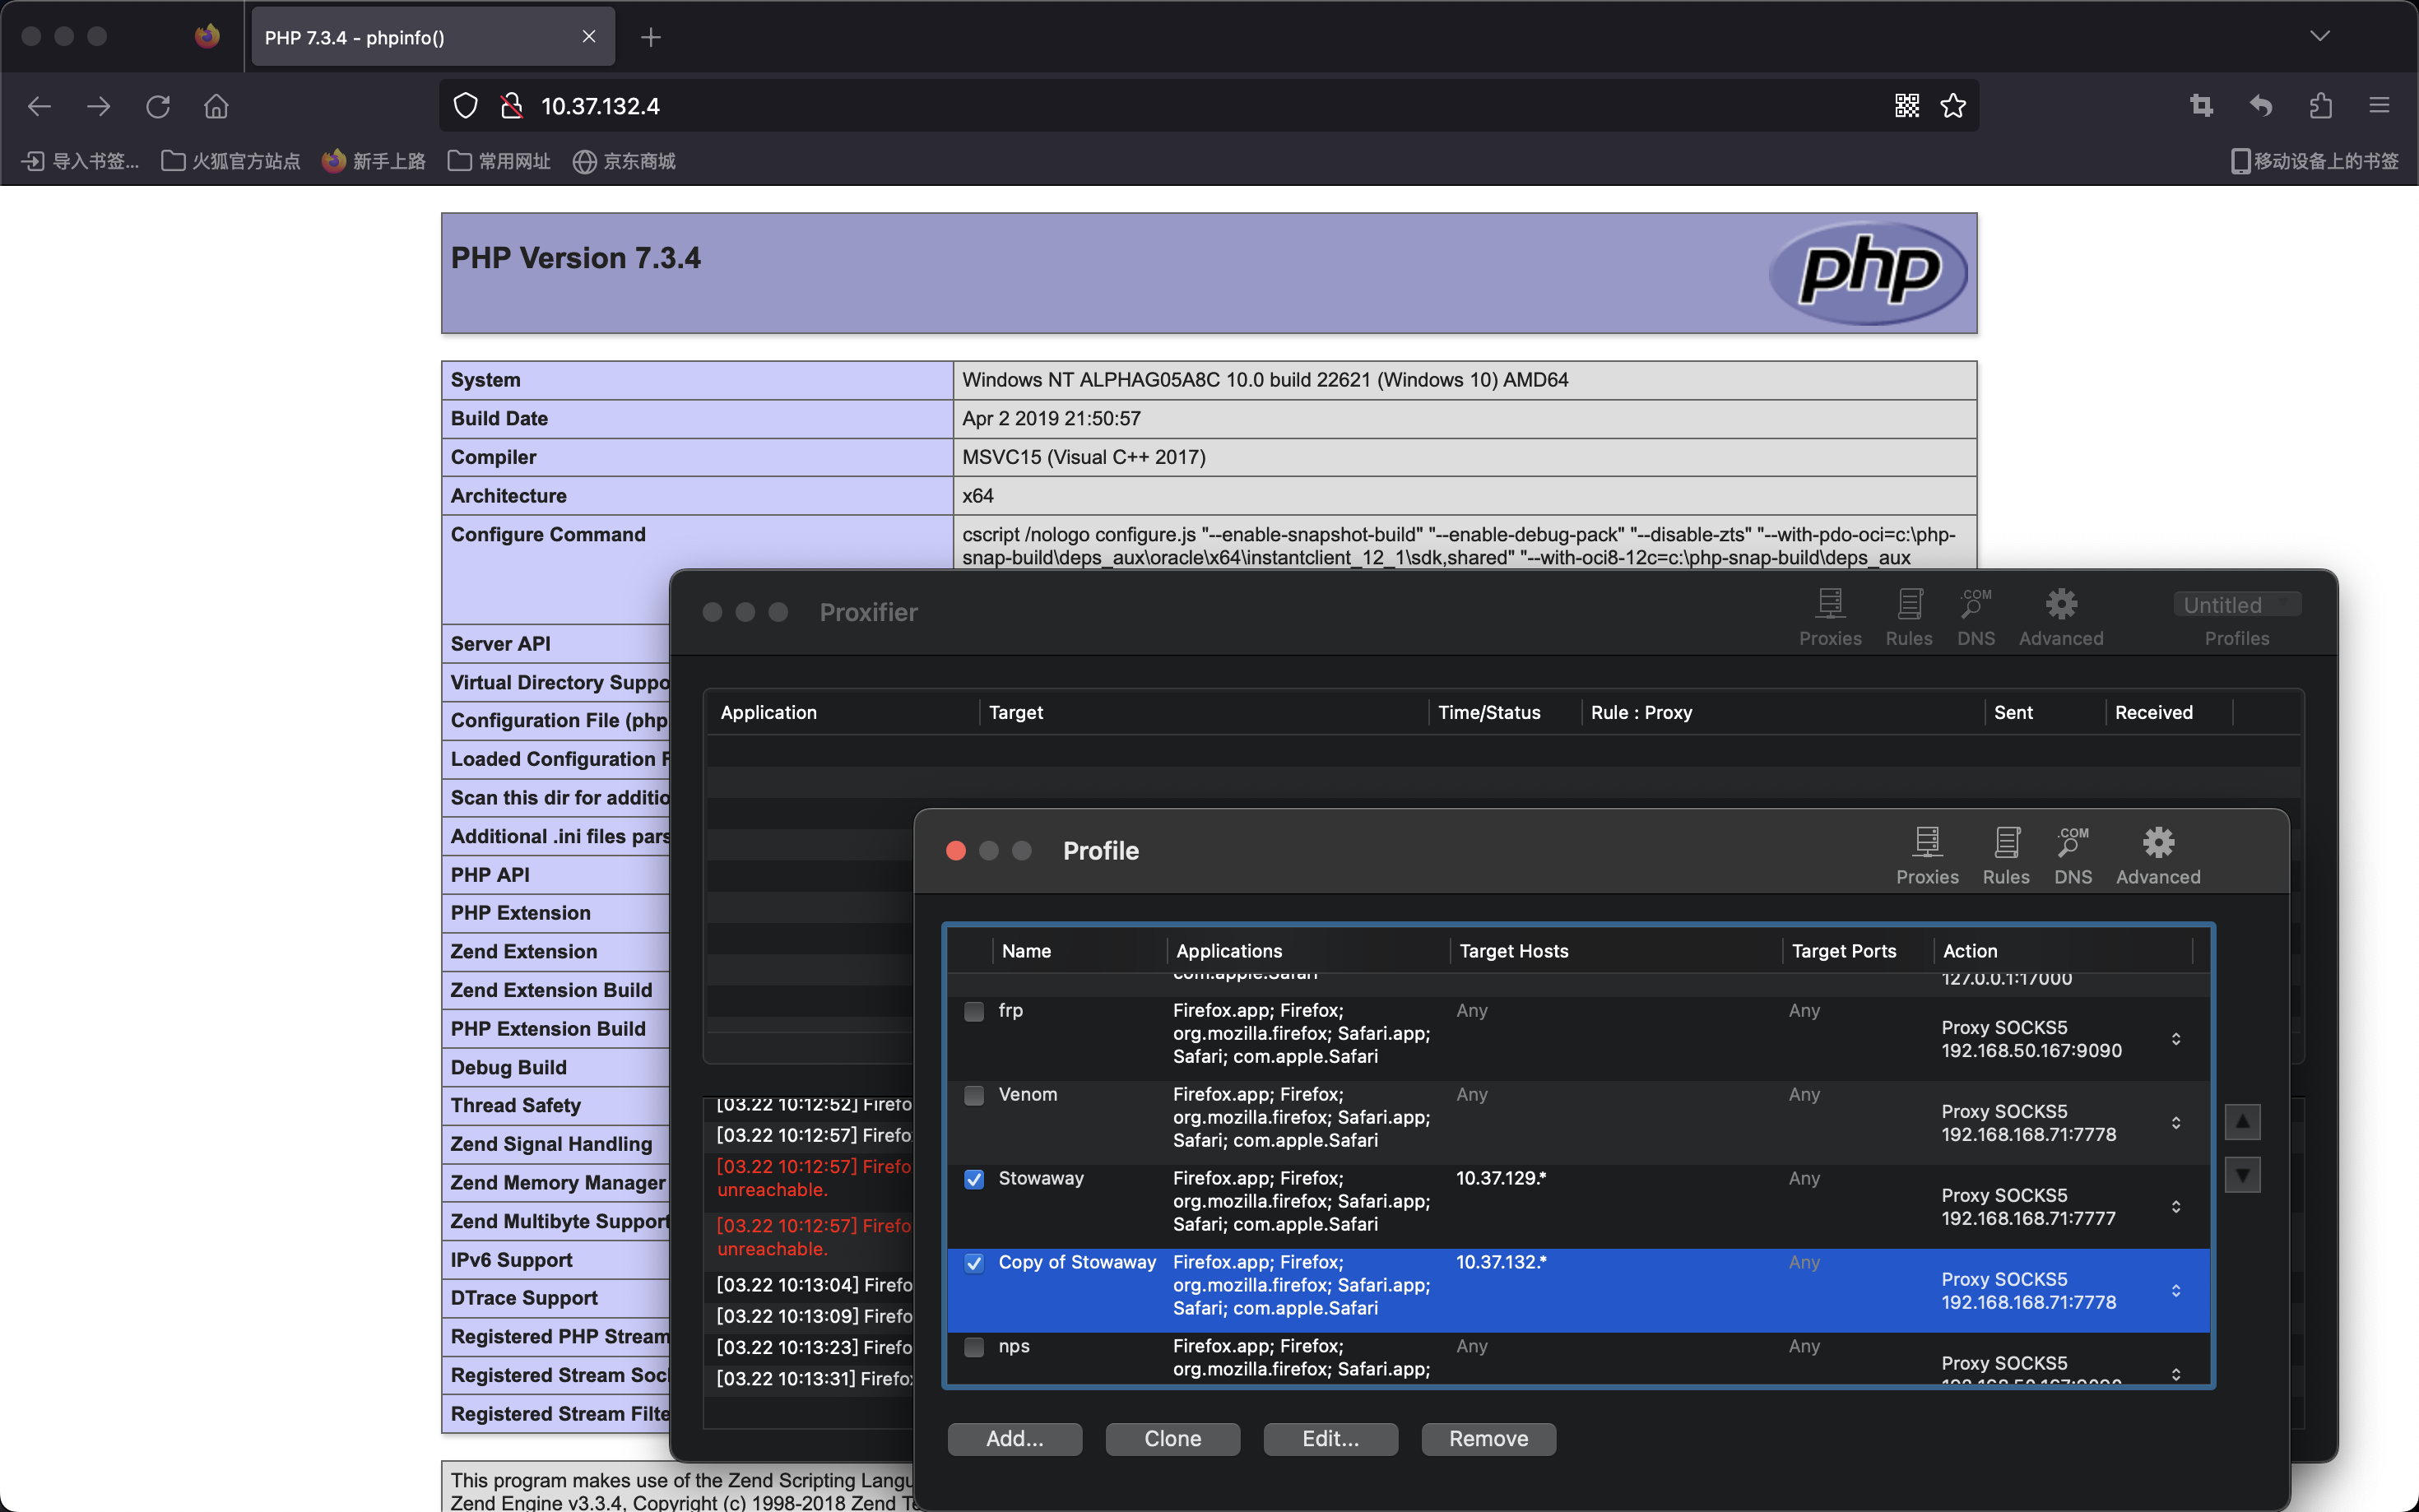 PHP 7.3.4 - phpinfo()
10.37.132.4
导入书签...
火狐官方站点
新手上路
常用网址
京东商城
移动设备上的书签
PHP Version 7.3.4
php
System Windows NT ALPHAG05A8C 10.0 build 22621 (Windows 10) AMD64
Build Date Apr 2 2019 21:50:57
Compiler MSVC15 (Visual C++ 2017)
Architecture x64
Configure Command cscript /nologo configure.js "--enable-snapshot-build" "--enable-debug-pack" "--disable-zts" "--with-pdo-oci=c:\php-
snap-build\deps_aux\oracle\x64\instantclient_12_1\sdk,shared" "--with-oci8-12c=c:\php-snap-build\deps_aux
Server API
Virtual Directory Suppo
Configuration File (php
Loaded Configuration F
Scan this dir for additio
Additional .ini files pars
PHP API
PHP Extension
Zend Extension
Zend Extension Build
PHP Extension Build
Debug Build
Thread Safety
Zend Signal Handling
Zend Memory Manager
Zend Multibyte Support
IPv6 Support
DTrace Support
Registered PHP Stream
Registered Stream Soc
Registered Stream Filte
This program makes use of the Zend Scripting Langu
Zend Engine v3.3.4, Copyright (c) 1998-2018 Zend Te
Proxifier
Proxies
Rules
.COM
DNS
Advanced
Untitled
Profiles
Application Target Time/Status Rule : Proxy Sent Received
[03.22 10:12:52] Firefo
[03.22 10:12:57] Firefo
[03.22 10:12:57] Firefo
unreachable.
[03.22 10:12:57] Firefo
unreachable.
[03.22 10:13:04] Firefo
[03.22 10:13:09] Firefo
[03.22 10:13:23] Firefo
[03.22 10:13:31] Firefo
Profile
Proxies
Rules
.COM
DNS
Advanced
Name Applications Target Hosts Target Ports Action
com.apple.Safari 127.0.0.1:17000
frp Firefox.app; Firefox; Any Any
org.mozilla.firefox; Safari.app; Proxy SOCKS5
Safari; com.apple.Safari 192.168.50.167:9090
Venom Firefox.app; Firefox; Any Any
org.mozilla.firefox; Safari.app; Proxy SOCKS5
Safari; com.apple.Safari 192.168.168.71:7778
Stowaway Firefox.app; Firefox; 10.37.129.* Any
org.mozilla.firefox; Safari.app; Proxy SOCKS5
Safari; com.apple.Safari 192.168.168.71:7777
Copy of Stowaway Firefox.app; Firefox; 10.37.132.* Any
org.mozilla.firefox; Safari.app; Proxy SOCKS5
Safari; com.apple.Safari 192.168.168.71:7778
nps Firefox.app; Firefox; Any Any
org.mozilla.firefox; Safari.app; Proxy SOCKS5
Add...
Clone
Edit...
Remove